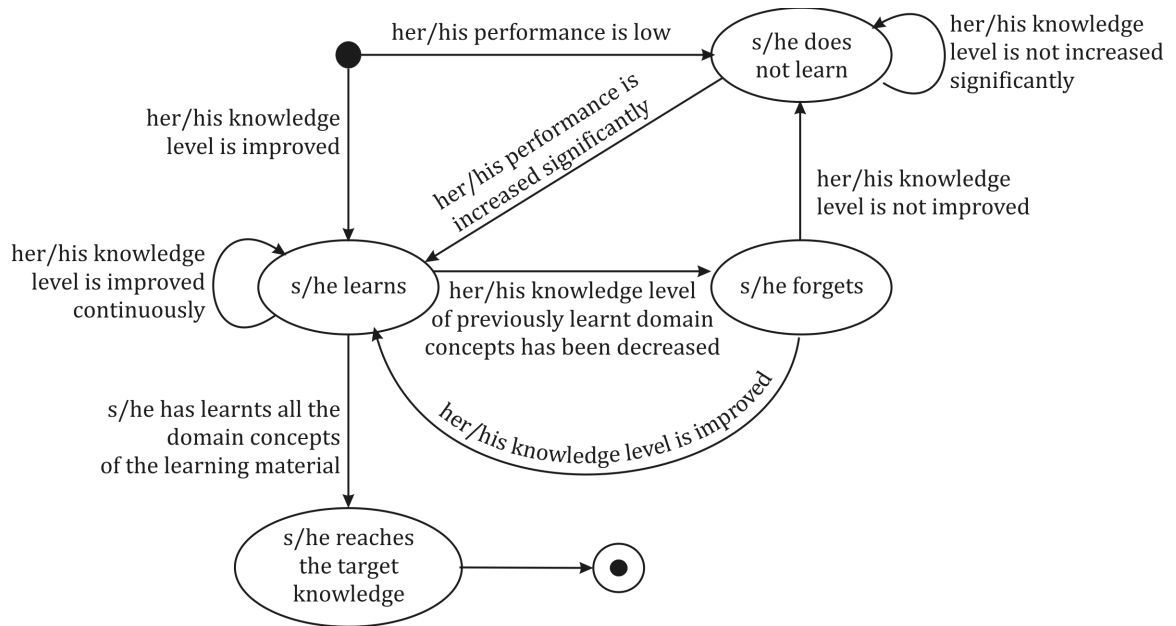 her/his performance is low
s/he does
not learn
her/his knowledge
level is not increased
significantly
her/his knowledge
level is improved
her/his performance is
increased significantly
her/his knowledge
level is not improved
her/his knowledge
level is improved
continuously
s/he learns
her/his knowledge level
of previously learnt domain
concepts has been decreased
s/he forgets
her/his knowledge level is improved
s/he has learnts all the
domain concepts
of the learning material
s/he reaches
the target
knowledge